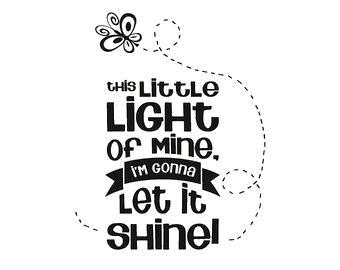 this Little
Light
of mine,
i'm gonna
Let it
Shine!